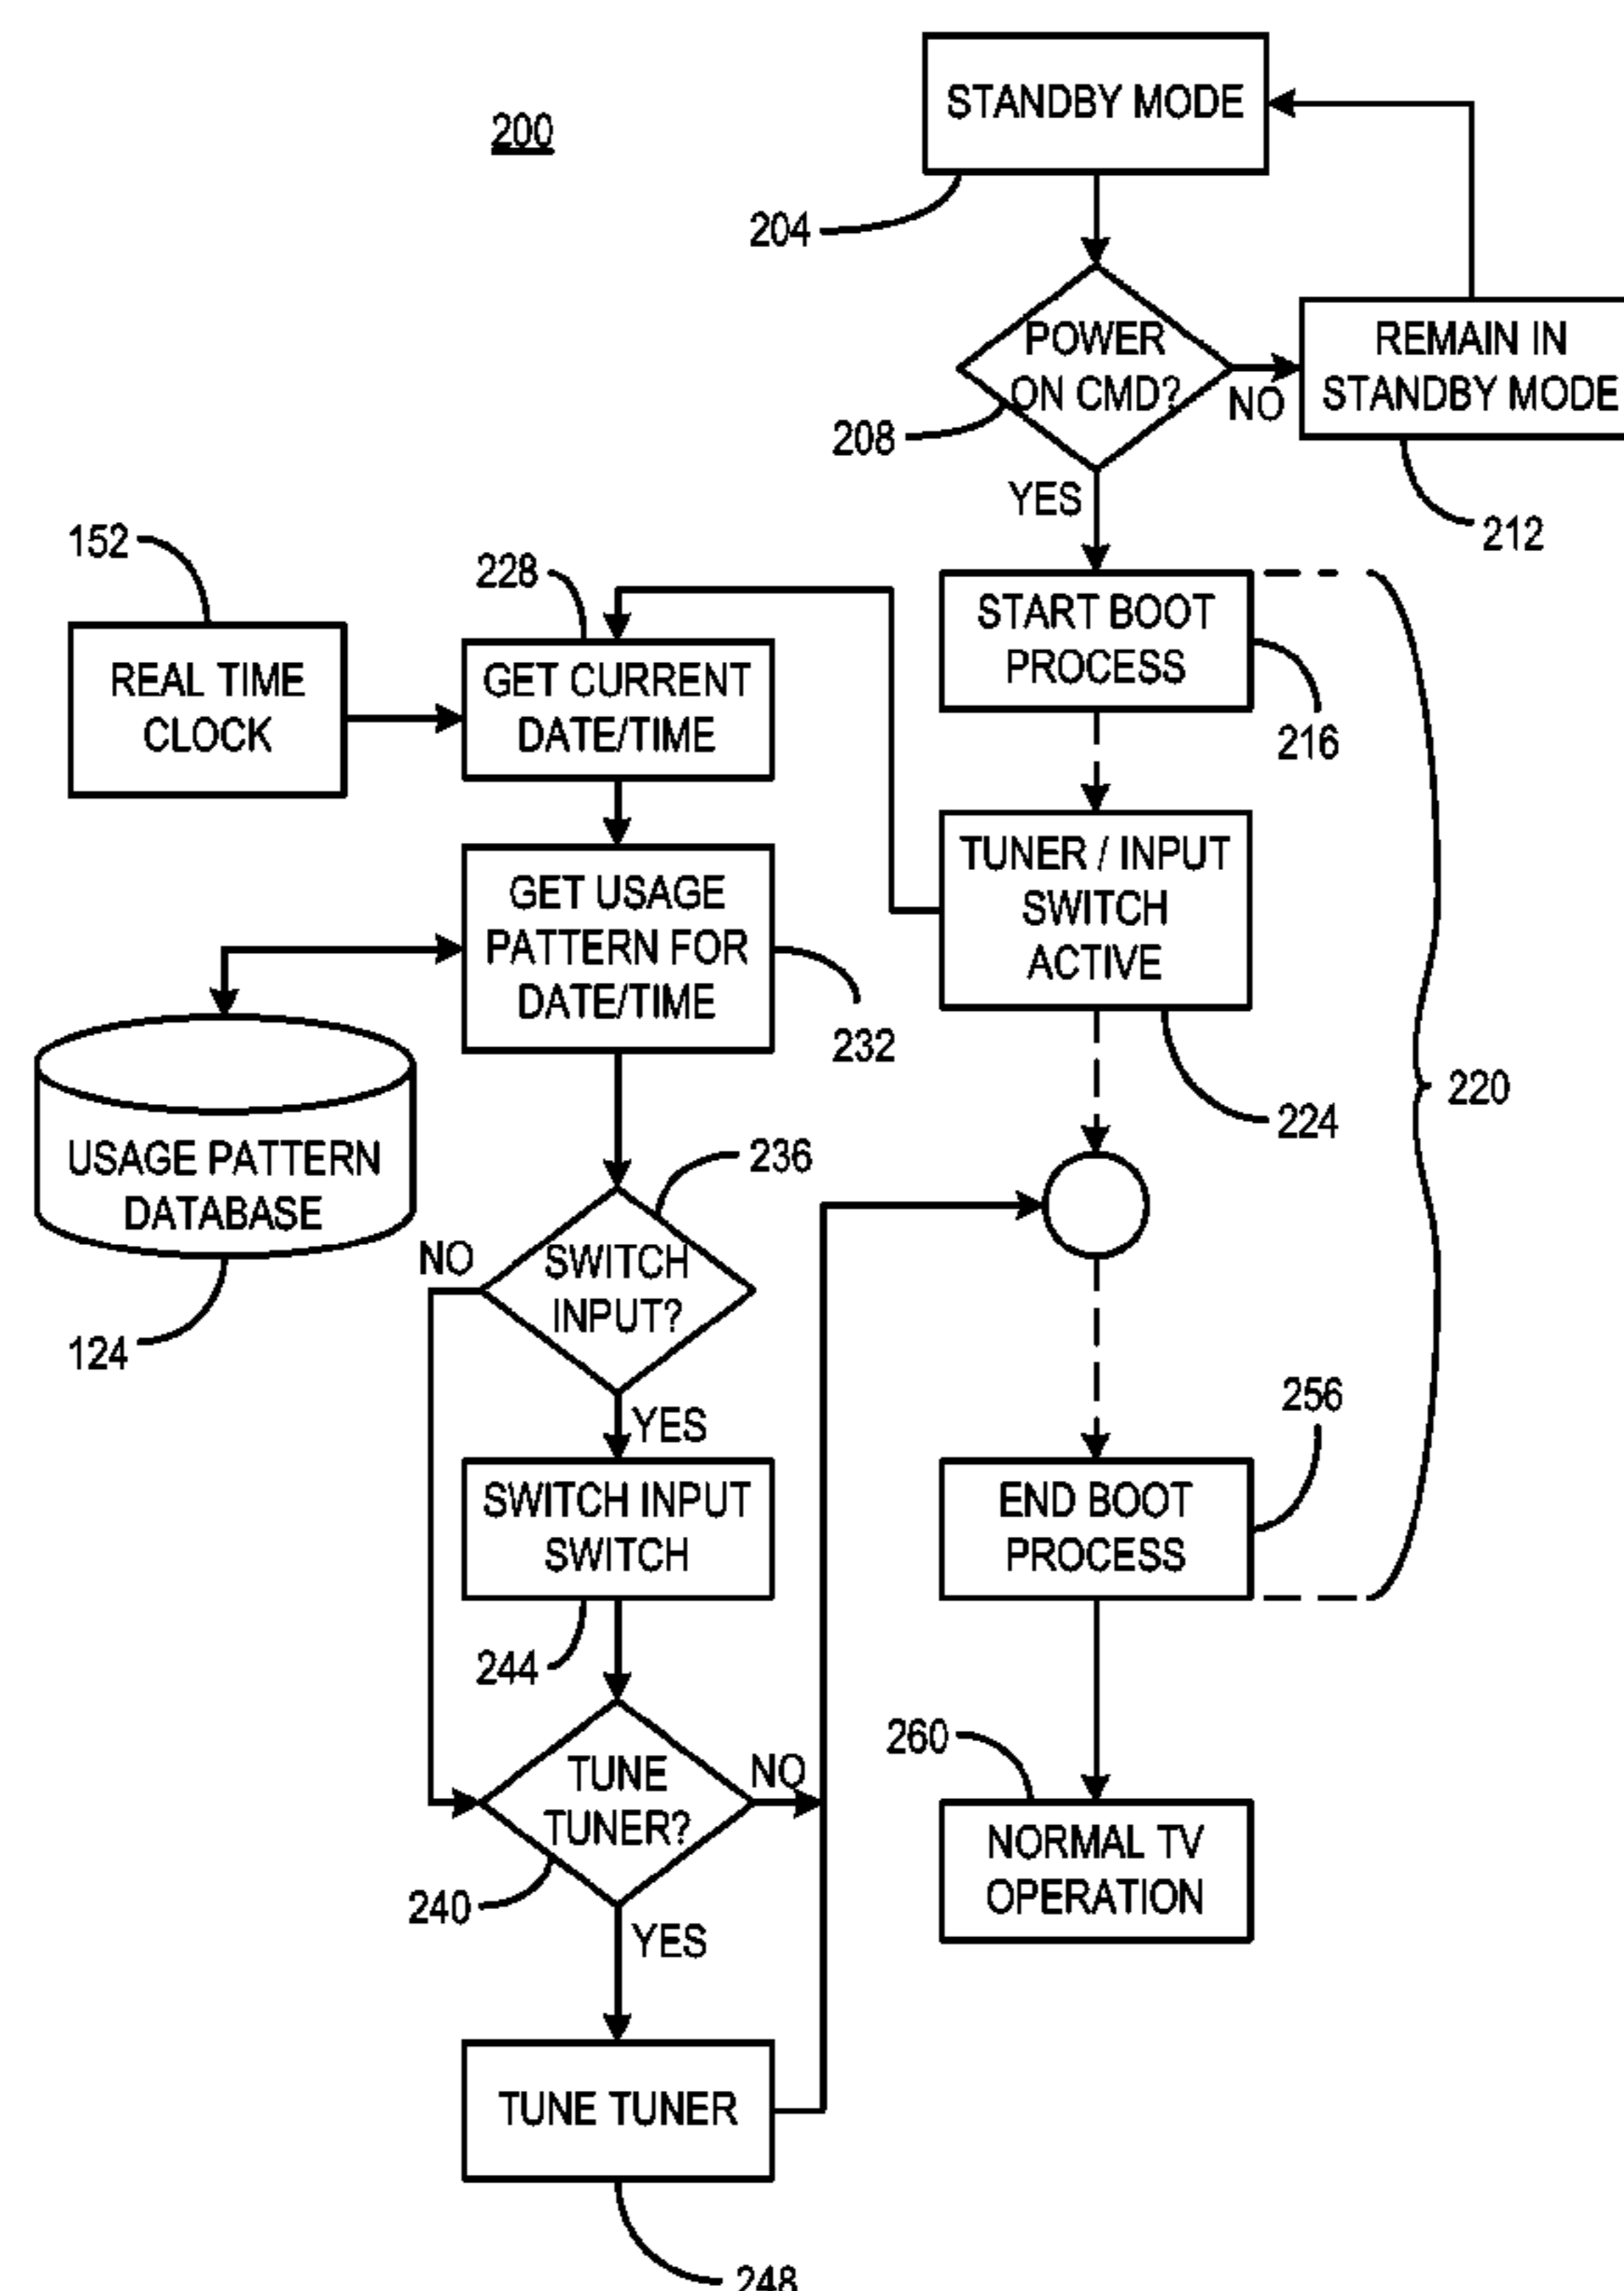 200
STANDBY MODE
204
POWER
ON CMD?
NO
REMAIN IN
STANDBY MODE
208
YES
212
152
228
START BOOT
PROCESS
REAL TIME
CLOCK
GET CURRENT
DATE/TIME
216
TUNER / INPUT
SWITCH
ACTIVE
GET USAGE
PATTERN FOR
DATE/TIME
232
220
224
USAGE PATTERN
DATABASE
236
NO
SWITCH
INPUT?
124
YES
256
SWITCH INPUT
SWITCH
END BOOT
PROCESS
244
260
TUNE
TUNER?
NO
240
YES
NORMAL TV
OPERATION
TUNE TUNER
248